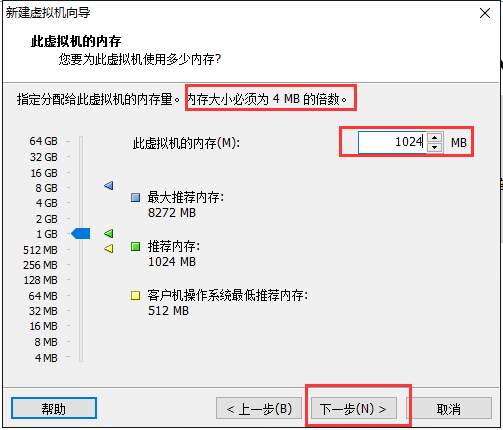 新建虚拟机向导
此虚拟机的内存
您要为此虚拟机使用多少内存?
指定分配给此虚拟机的内存量。内存大小必须为 4 MB 的倍数。
此虚拟机的内存(M): 1024 MB
64 GB
32 GB
16 GB
8 GB
4 GB
2 GB
1 GB
512 MB
256 MB
128 MB
64 MB
32 MB
16 MB
8 MB
4 MB
最大推荐内存:
8272 MB
推荐内存:
1024 MB
客户机操作系统最低推荐内存:
512 MB
帮助 < 上一步(B) 下一步(N) > 取消